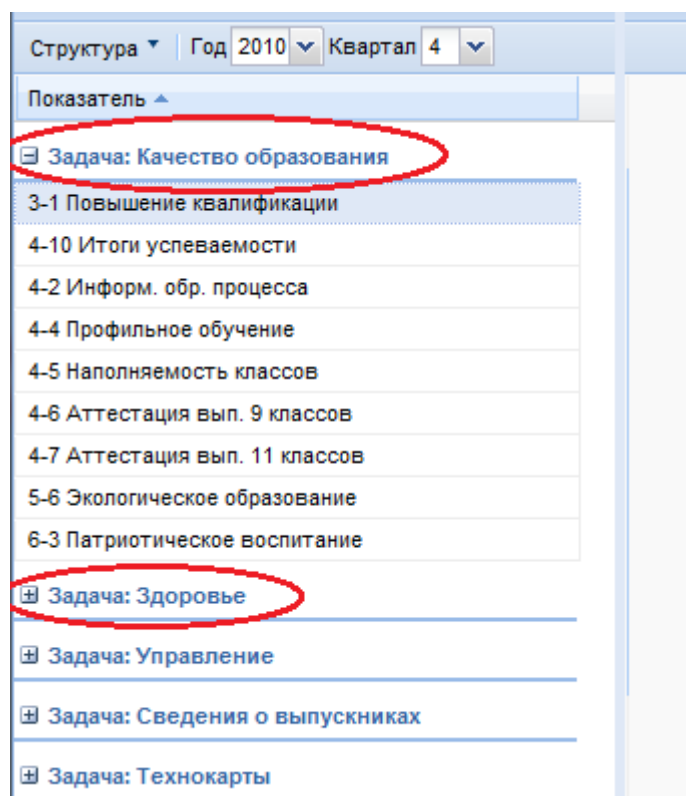 Структура Год 2010 Квартал 4
Показатель
Задача: Качество образования
3-1 Повышение квалификации
4-10 Итоги успеваемости
4-2 Информ. обр. процесса
4-4 Профильное обучение
4-5 Наполняемость классов
4-6 Аттестация вып. 9 классов
4-7 Аттестация вып. 11 классов
5-6 Экологическое образование
6-3 Патриотическое воспитание
Задача: Здоровье
Задача: Управление
Задача: Сведения о выпускниках
Задача: Технокарты